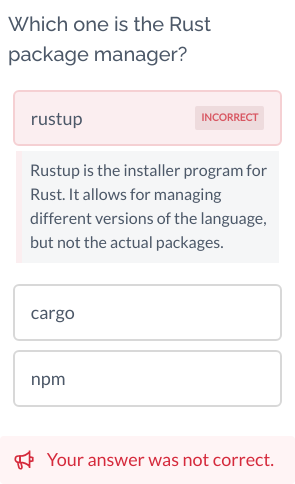 Which one is the Rust
package manager?
rustup
INCORRECT
Rustup is the installer program for
Rust. It allows for managing
different versions of the language,
but not the actual packages.
cargo
npm
Your answer was not correct.